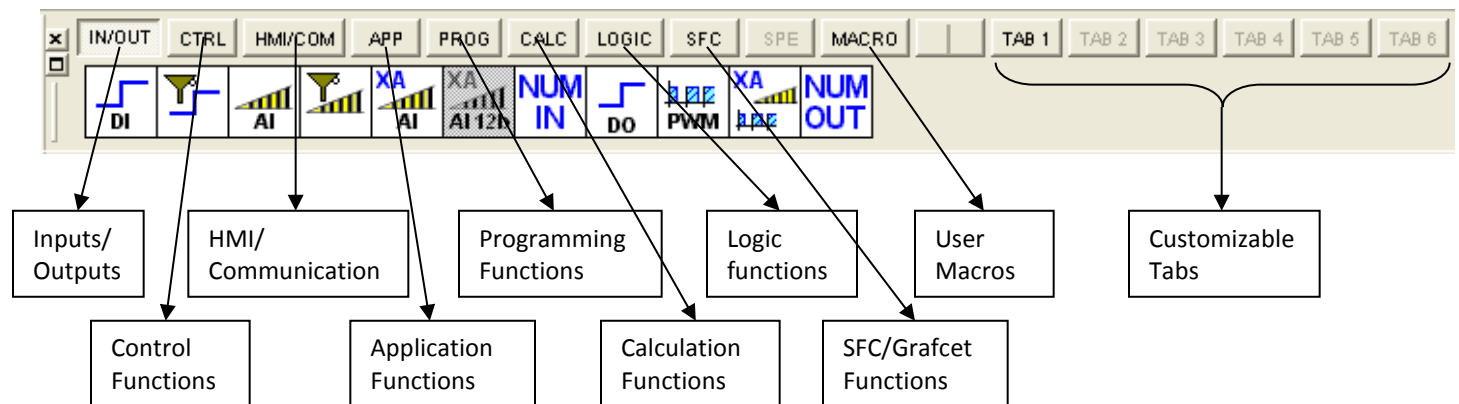 IN/OUT CTRL HMI/COM APP PROG CALC LOGIC SFC SPE MACRO TAB 1 TAB 2 TAB 3 TAB 4 TAB 5 TAB 6
DI AI XA AI XA AI 12b NUM IN DO PWM XA NUM OUT
Inputs/
Outputs
HMI/
Communication
Programming
Functions
Logic
functions
User
Macros
Customizable
Tabs
Control
Functions
Application
Functions
Calculation
Functions
SFC/Grafcet
Functions